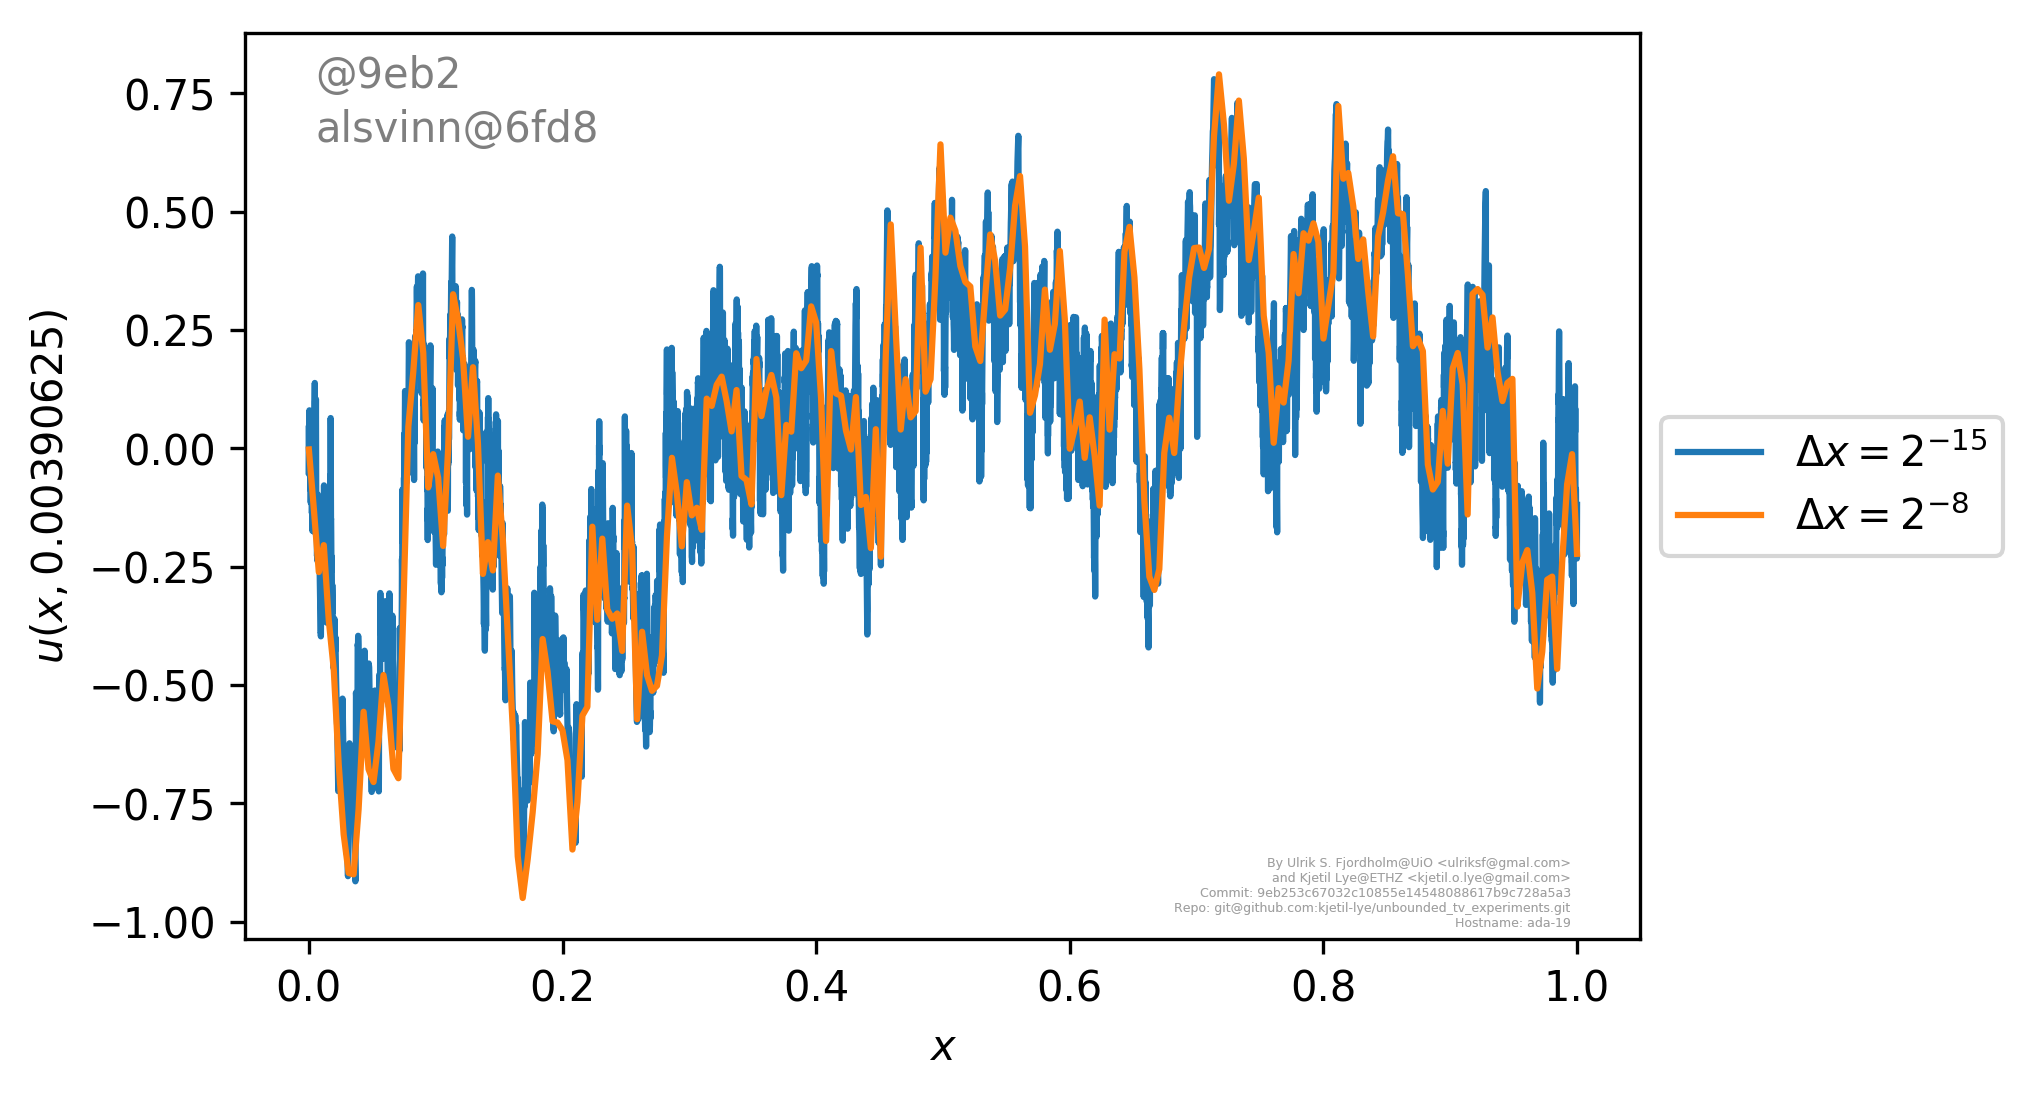 @9eb2
alsvinn@6fd8
0.75
0.50
0.25
0.00
−0.25
−0.50
−0.75
−1.00
u(x, 0.00390625)
0.0 0.2 0.4 0.6 0.8 1.0
x
Δx = 2⁻¹⁵
Δx = 2⁻⁸
By Ulrik S. Fjordholm@UiO <ulriksf@gmal.com>
and Kjetil Lye@ETHZ <kjetil.o.lye@gmail.com>
Commit: 9eb253c67032c10855e14548088617b9c728a5a3
Repo: git@github.com:kjetil-lye/unbounded_tv_experiments.git
Hostname: ada-19